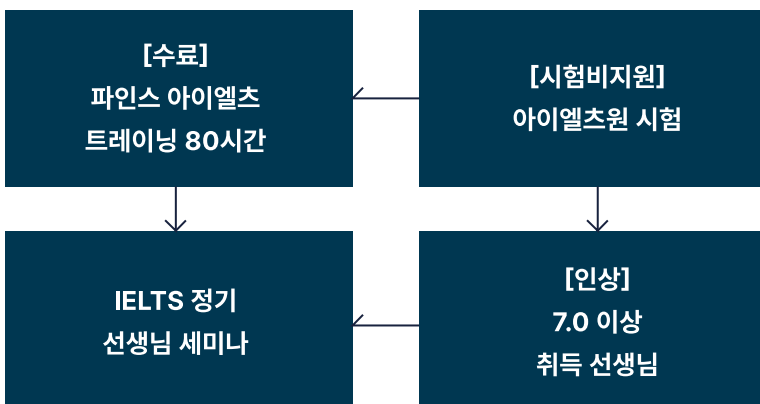 [수료]
파인스 아이엘츠
트레이닝 80시간
[시험비지원]
아이엘츠원 시험
IELTS 정기
선생님 세미나
[인상]
7.0 이상
취득 선생님